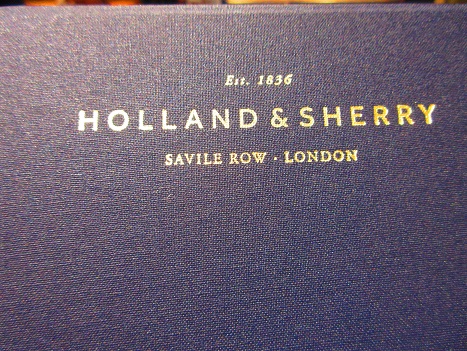 Est. 1836
HOLLAND & SHERRY
SAVILE ROW · LONDON